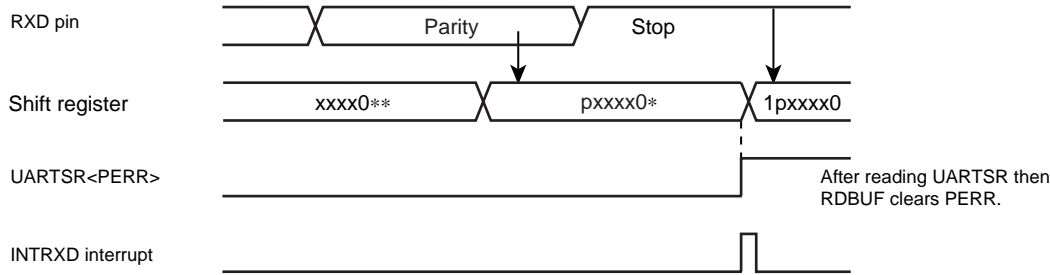 RXD pin
Parity
Stop
Shift register
xxxx0**
pxxxx0*
1pxxxx0
UARTSR<PERR>
After reading UARTSR then
RDBUF clears PERR.
INTRXD interrupt